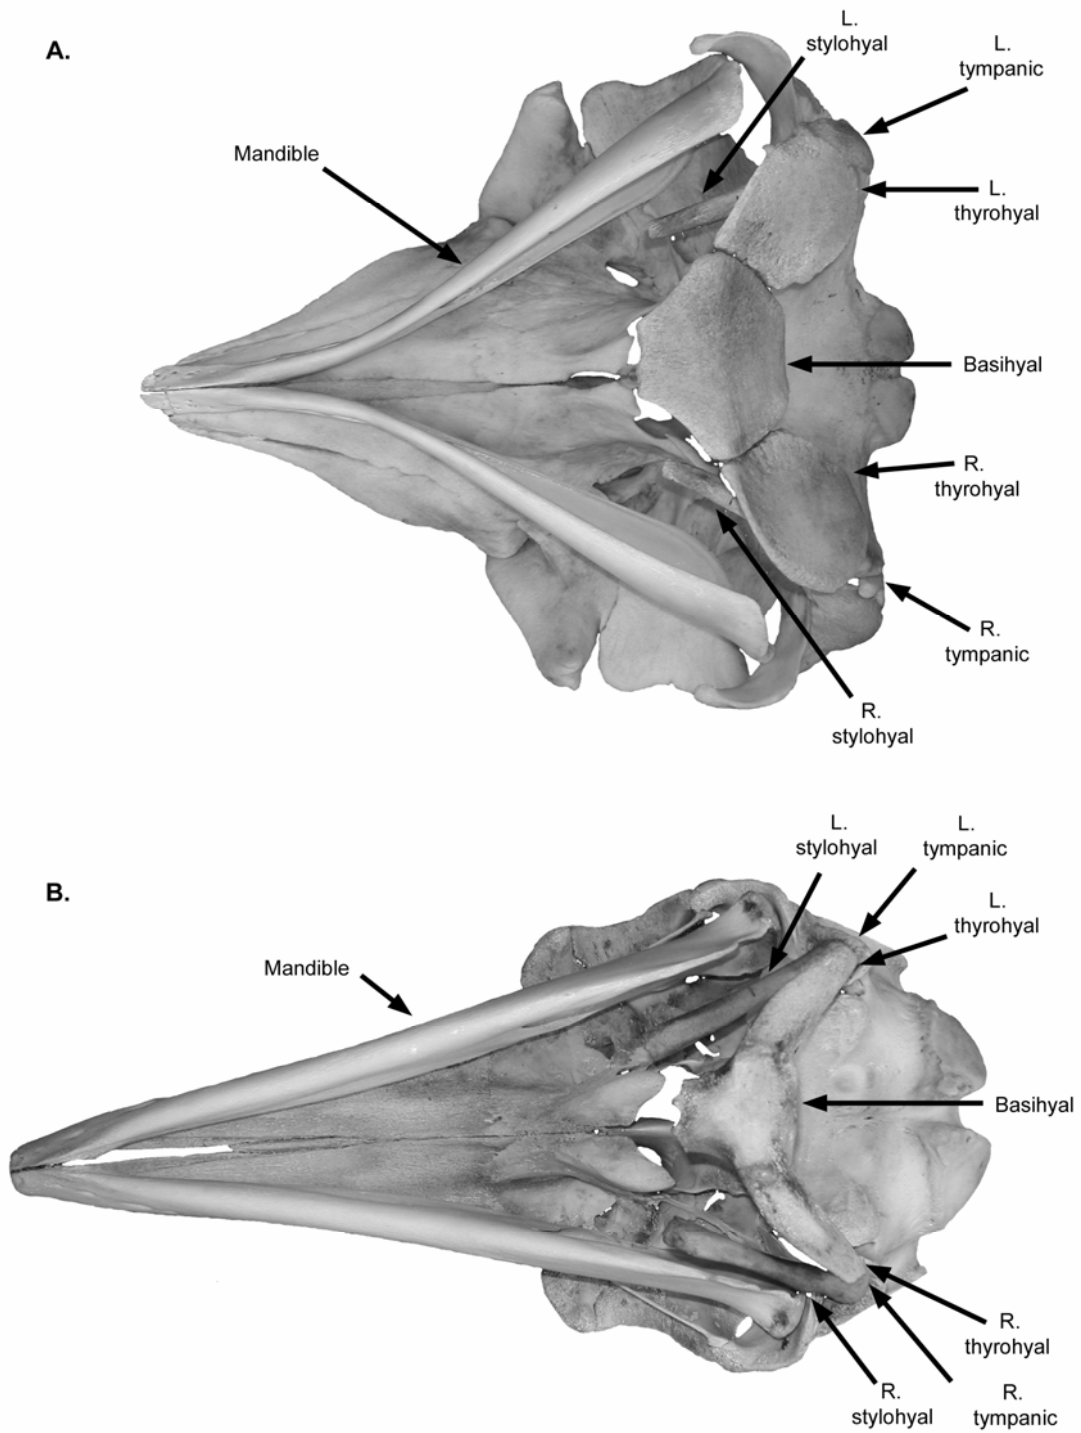 A.
L.
stylohyal
L.
tympanic
Mandible
L.
thyrohyal
Basihyal
R.
thyrohyal
R.
tympanic
R.
stylohyal
B.
L.
stylohyal
L.
tympanic
L.
thyrohyal
Mandible
Basihyal
R.
thyrohyal
R.
stylohyal
R.
tympanic